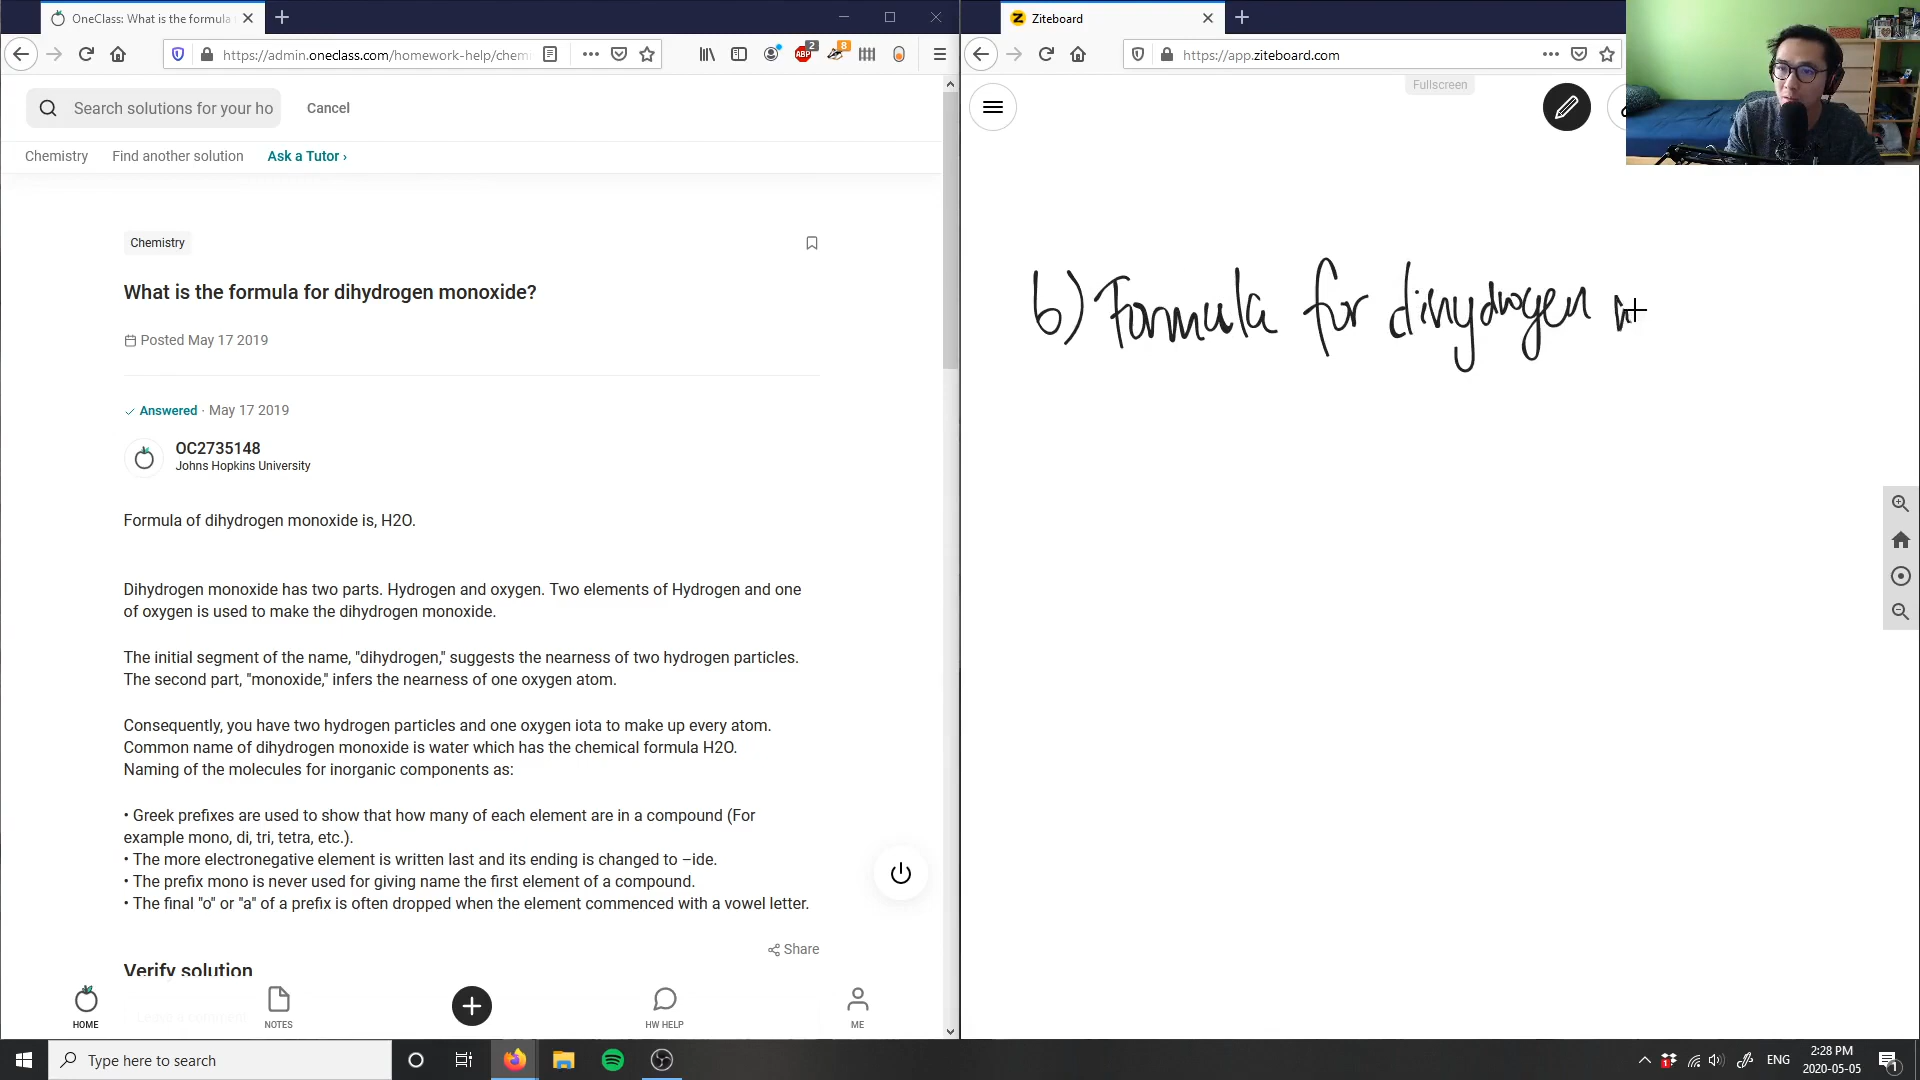 OneClass: What is the formula
Ziteboard
https://admin.oneclass.com/homework-help/chemi
2
8
https://app.ziteboard.com
Fullscreen
Search solutions for your ho
Cancel
Chemistry
Find another solution
Ask a Tutor ›
Chemistry
What is the formula for dihydrogen monoxide?
Posted May 17 2019
Answered · May 17 2019
OC2735148
Johns Hopkins University
Formula of dihydrogen monoxide is, H2O.
Dihydrogen monoxide has two parts. Hydrogen and oxygen. Two elements of Hydrogen and one
of oxygen is used to make the dihydrogen monoxide.
The initial segment of the name, "dihydrogen," suggests the nearness of two hydrogen particles.
The second part, "monoxide," infers the nearness of one oxygen atom.
Consequently, you have two hydrogen particles and one oxygen iota to make up every atom.
Common name of dihydrogen monoxide is water which has the chemical formula H2O.
Naming of the molecules for inorganic components as:
• Greek prefixes are used to show that how many of each element are in a compound (For
example mono, di, tri, tetra, etc.).
• The more electronegative element is written last and its ending is changed to –ide.
• The prefix mono is never used for giving name the first element of a compound.
• The final "o" or "a" of a prefix is often dropped when the element commenced with a vowel letter.
Share
Verify solution
HOME
NOTES
HW HELP
ME
b) Formula for dihydrogen
Type here to search
ENG
2:28 PM
2020-05-05
1